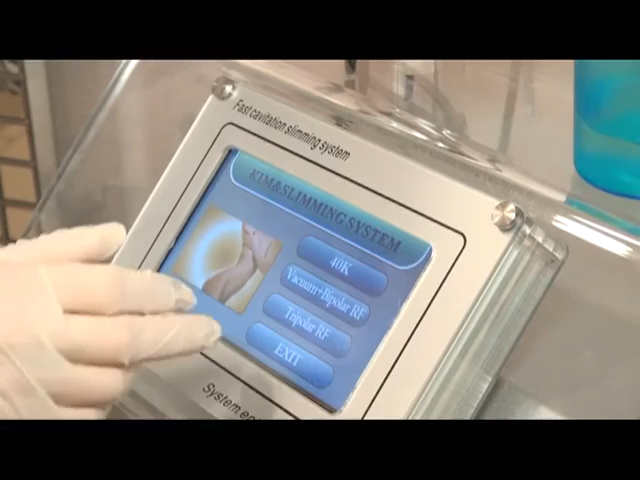 Fast cavitation slimming system
KIM&SLIMMING SYSTEM
40K
Vacuum+Bipolar RF
Tripolar RF
EXIT
System